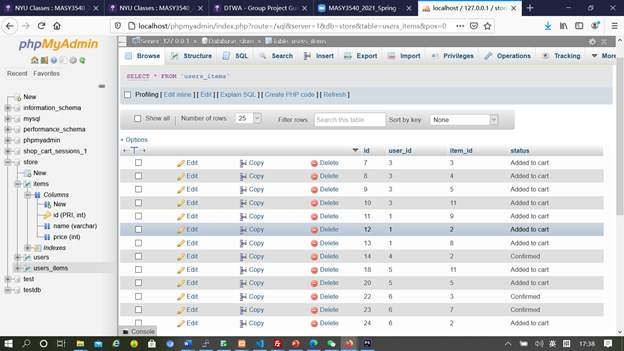 NYU Classes : MASY3540_
NYU Classes : MASY3540_
MASY3540_2021_Spring -
DTWA - Group Project Gu
localhost / 127.0.0.1 / store
localhost/phpmyadmin/index.php?route=/sql&server=1&db=store&table=users_items&pos=0
phpMyAdmin
Recent Favorites
New
information_schema
mysql
performance_schema
phpmyadmin
shop_cart_sessions_1
store
New
items
Columns
New
id (PRI, int)
name (varchar)
price (int)
Indexes
users
users_items
test
testdb
Server: 127.0.0.1 » Database: store » Table: users_items
Browse Structure SQL Search Insert Export Import Privileges Operations Tracking More
SELECT * FROM `users_items`
Profiling [ Edit inline ] [ Edit ] [ Explain SQL ] [ Create PHP code ] [ Refresh ]
Show all Number of rows: 25 Filter rows: Search this table Sort by key: None
+ Options
id user_id item_id status
Edit Copy Delete 7 3 3 Added to cart
Edit Copy Delete 8 3 4 Added to cart
Edit Copy Delete 9 3 5 Added to cart
Edit Copy Delete 10 3 11 Added to cart
Edit Copy Delete 11 1 9 Added to cart
Edit Copy Delete 12 1 2 Added to cart
Edit Copy Delete 13 1 8 Added to cart
Edit Copy Delete 14 4 2 Confirmed
Edit Copy Delete 18 5 11 Added to cart
Edit Copy Delete 20 5 5 Added to cart
Edit Copy Delete 22 6 3 Confirmed
Edit Copy Delete 23 6 7 Confirmed
Edit Copy Delete 24 6 2 Added to cart
Console
英
17:38